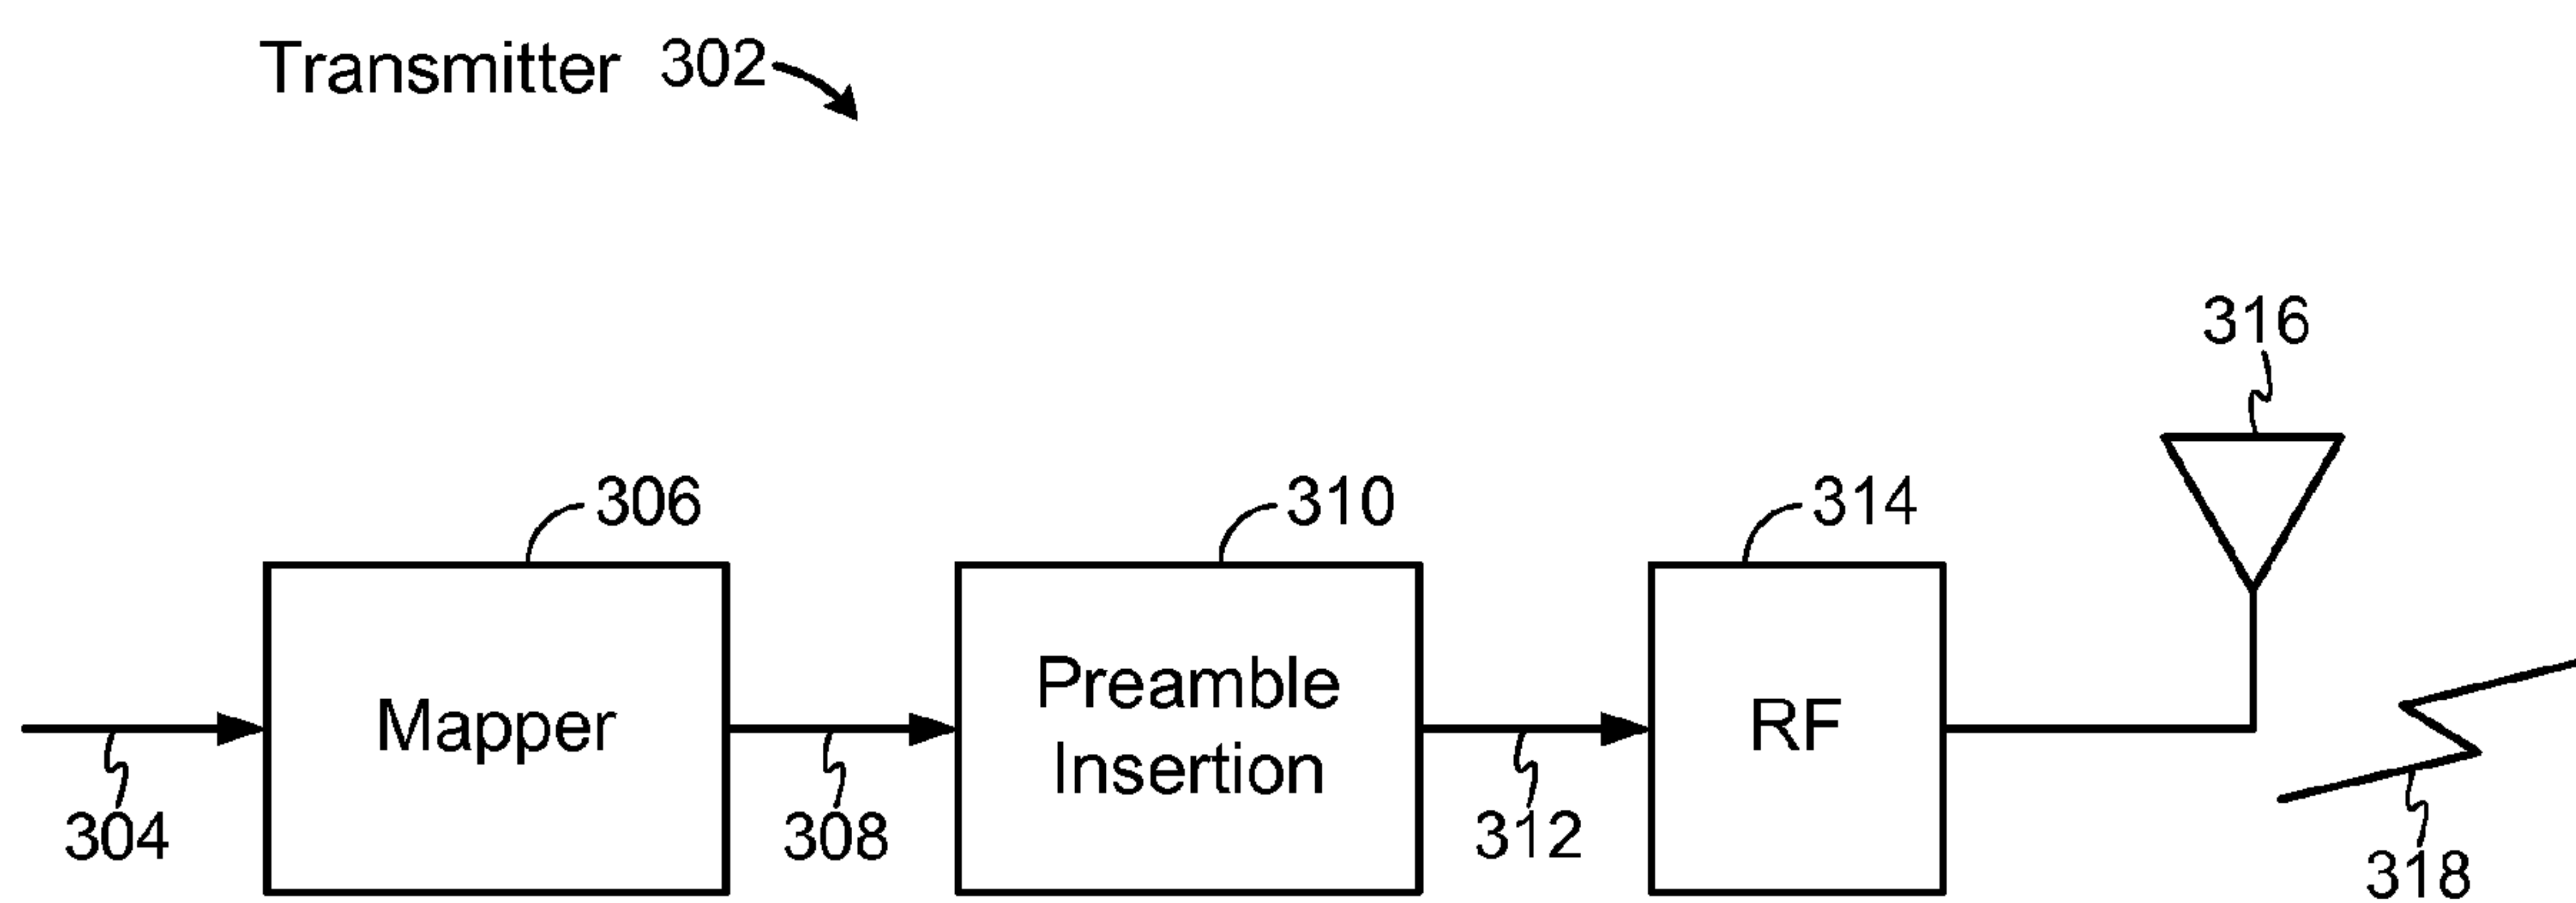 Transmitter 302
316
306
310
314
Mapper
Preamble
Insertion
RF
304
308
312
318